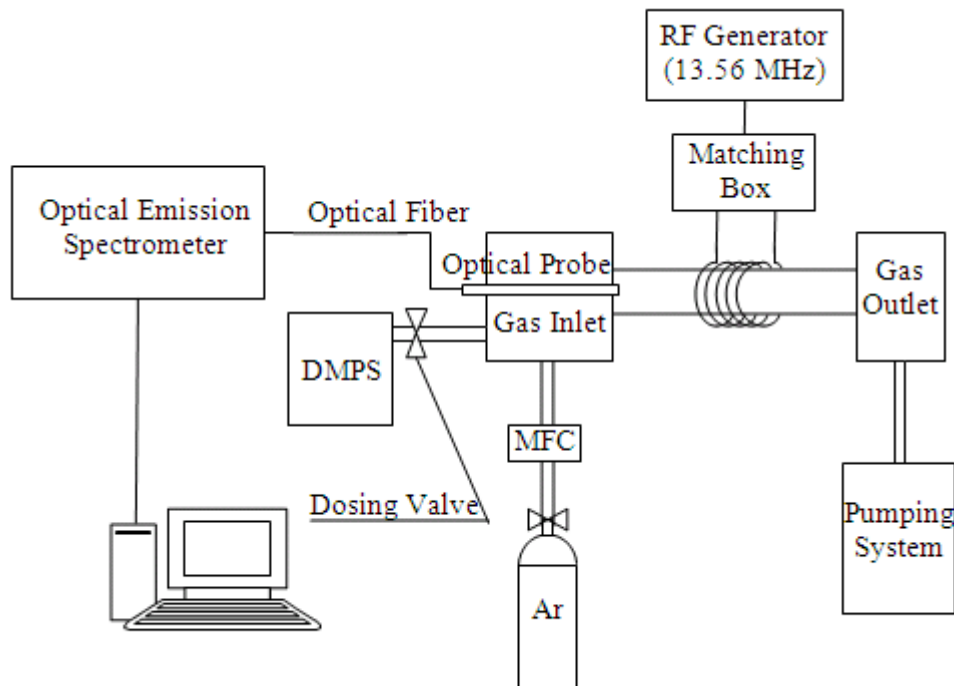 RF Generator
(13.56 MHz)
Matching
Box
Optical Emission
Spectrometer
Optical Fiber
Optical Probe
Gas Inlet
Gas
Outlet
DMPS
MFC
Dosing Valve
Pumping
System
Ar